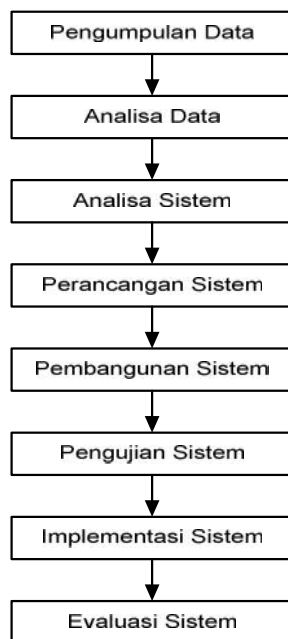 Pengumpulan Data
Analisa Data
Analisa Sistem
Perancangan Sistem
Pembangunan Sistem
Pengujian Sistem
Implementasi Sistem
Evaluasi Sistem